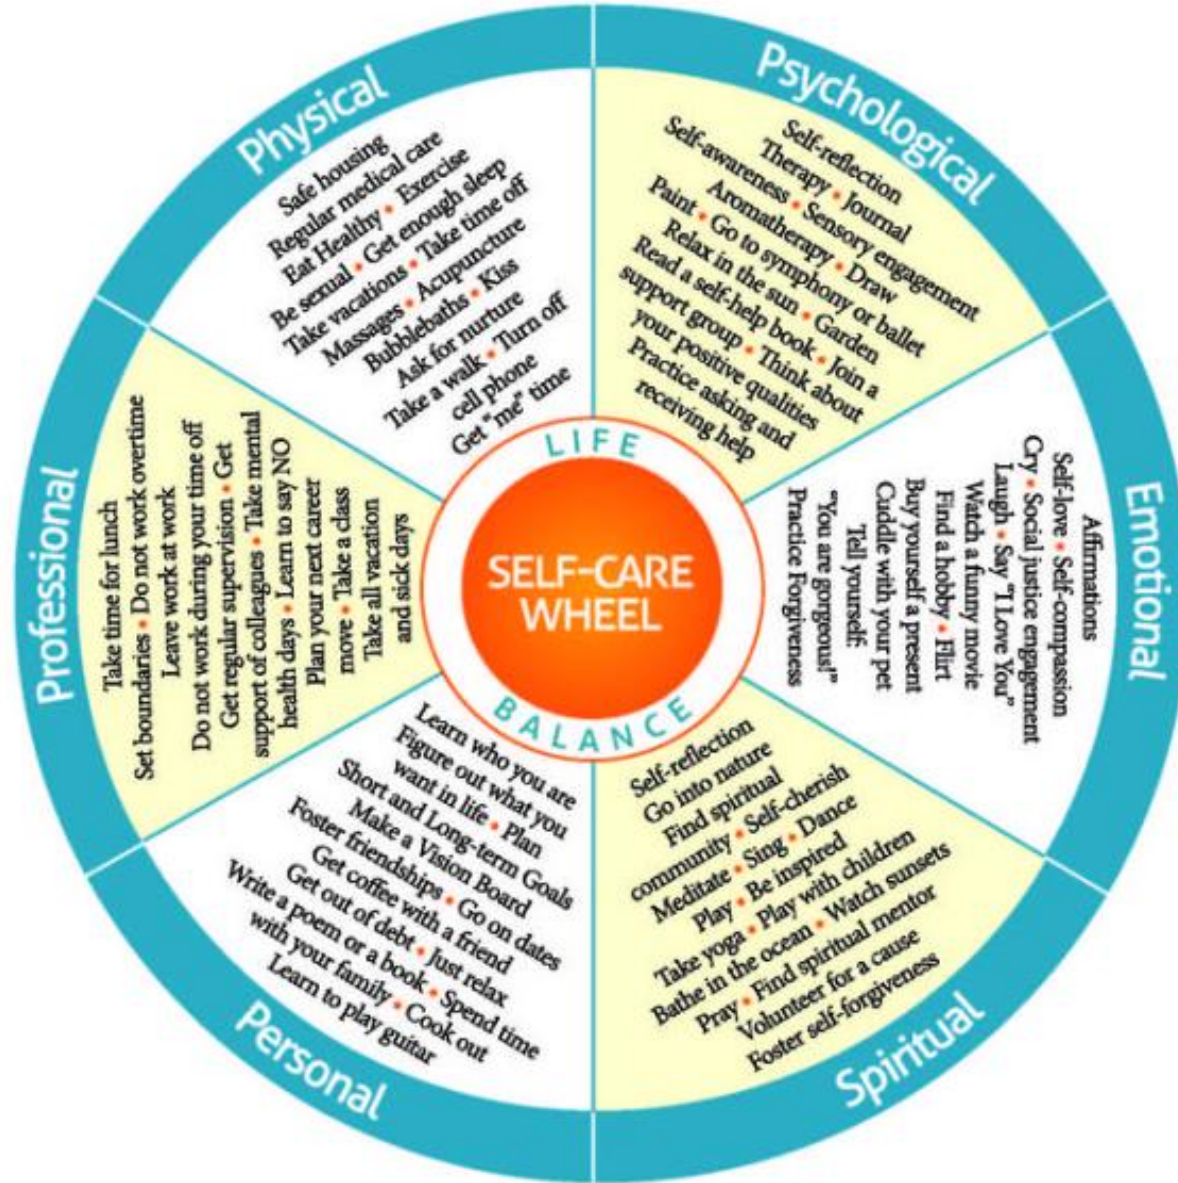 Physical
Safe housing
Regular medical care
Eat Healthy • Exercise
Be sexual • Get enough sleep
Take vacations • Take time off
Massages • Acupuncture
Bubblebaths • Kiss
Ask for nurture
Take a walk • Turn off
cell phone
Get "me" time
Psychological
Self-reflection
Therapy • Journal
Self-awareness • Sensory engagement
Aromatherapy • Draw
Paint • Go to symphony or ballet
Relax in the sun • Garden
Read a self-help book • Join a
support group • Think about
your positive qualities
Practice asking and
receiving help
Emotional
Affirmations
Self-love • Self-compassion
Cry • Social justice engagement
Laugh • Say "I Love You"
Watch a funny movie
Find a hobby • Flirt
Buy yourself a present
Cuddle with your pet
Tell yourself:
"You are gorgeous!"
Practice Forgiveness
Spiritual
Self-reflection
Go into nature
Find spiritual
community • Self-cherish
Meditate • Sing • Dance
Play • Be inspired
Take yoga • Play with children
Bathe in the ocean • Watch sunsets
Pray • Find spiritual mentor
Volunteer for a cause
Foster self-forgiveness
Personal
Learn who you are
Figure out what you
want in life • Plan
Short and Long-term Goals
Make a Vision Board
Foster friendships • Go on dates
Get coffee with a friend
Get out of debt • Just relax
Write a poem or a book • Spend time
with your family • Cook out
Learn to play guitar
Professional
Take time for lunch
Set boundaries • Do not work overtime
Leave work at work
Do not work during your time off
Get regular supervision • Get
support of colleagues • Take mental
health days • Learn to say NO
Plan your next career
move • Take a class
Take all vacation
and sick days
LIFE
SELF-CARE
WHEEL
BALANCE